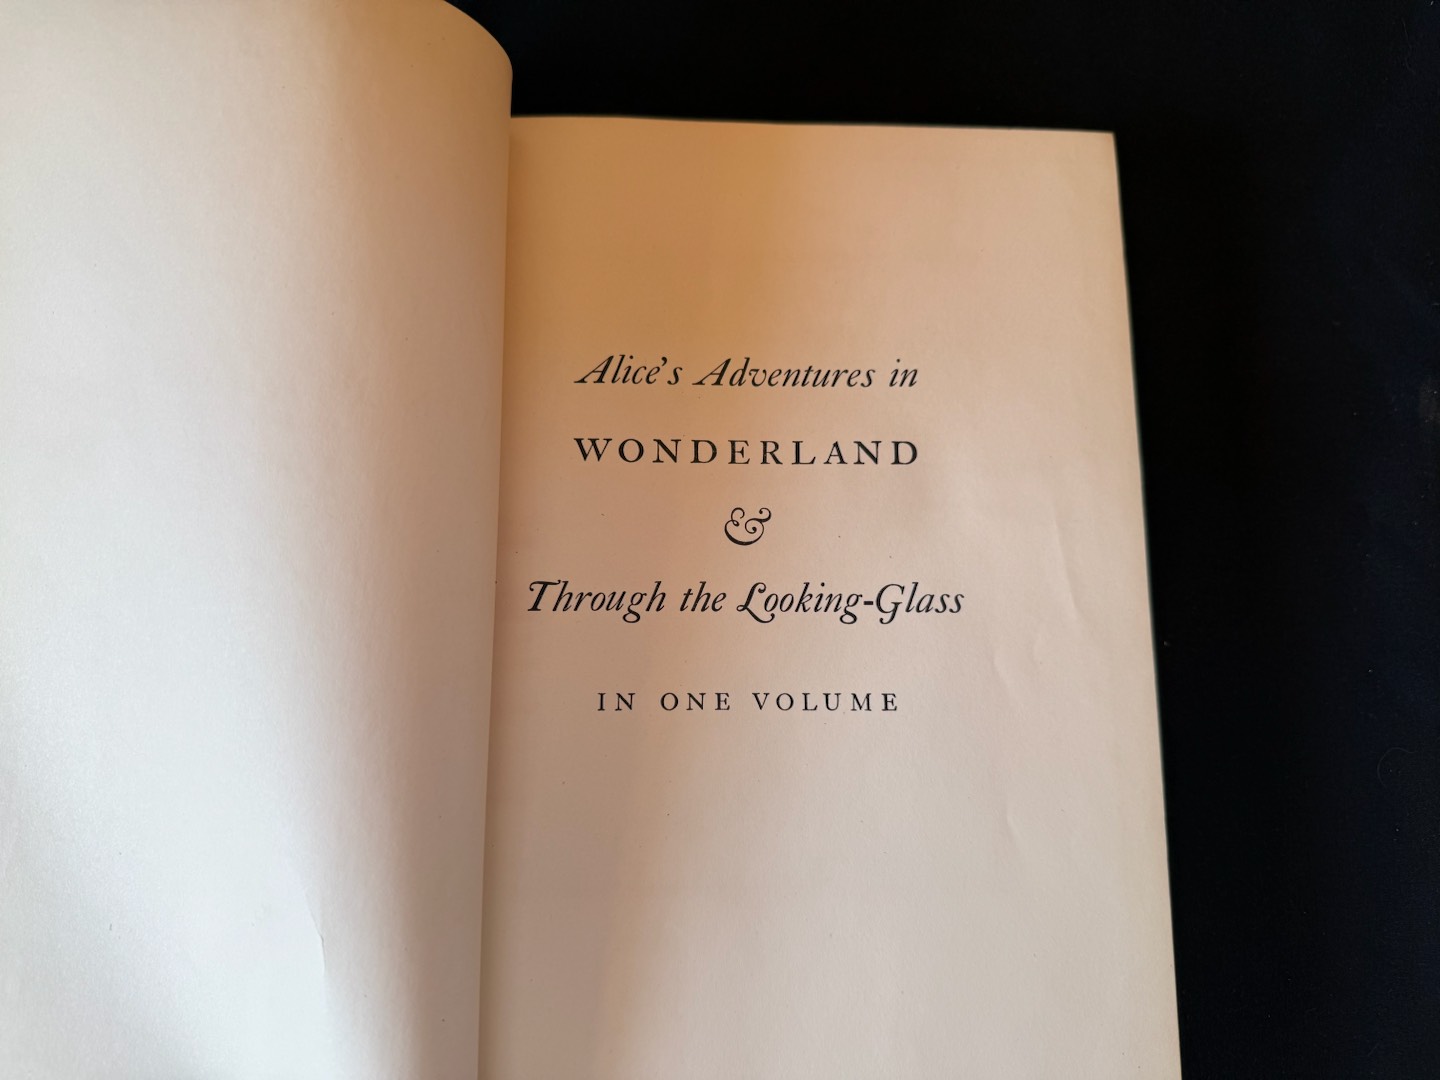 Alice's Adventures in
WONDERLAND
&
Through the Looking-Glass
IN ONE VOLUME